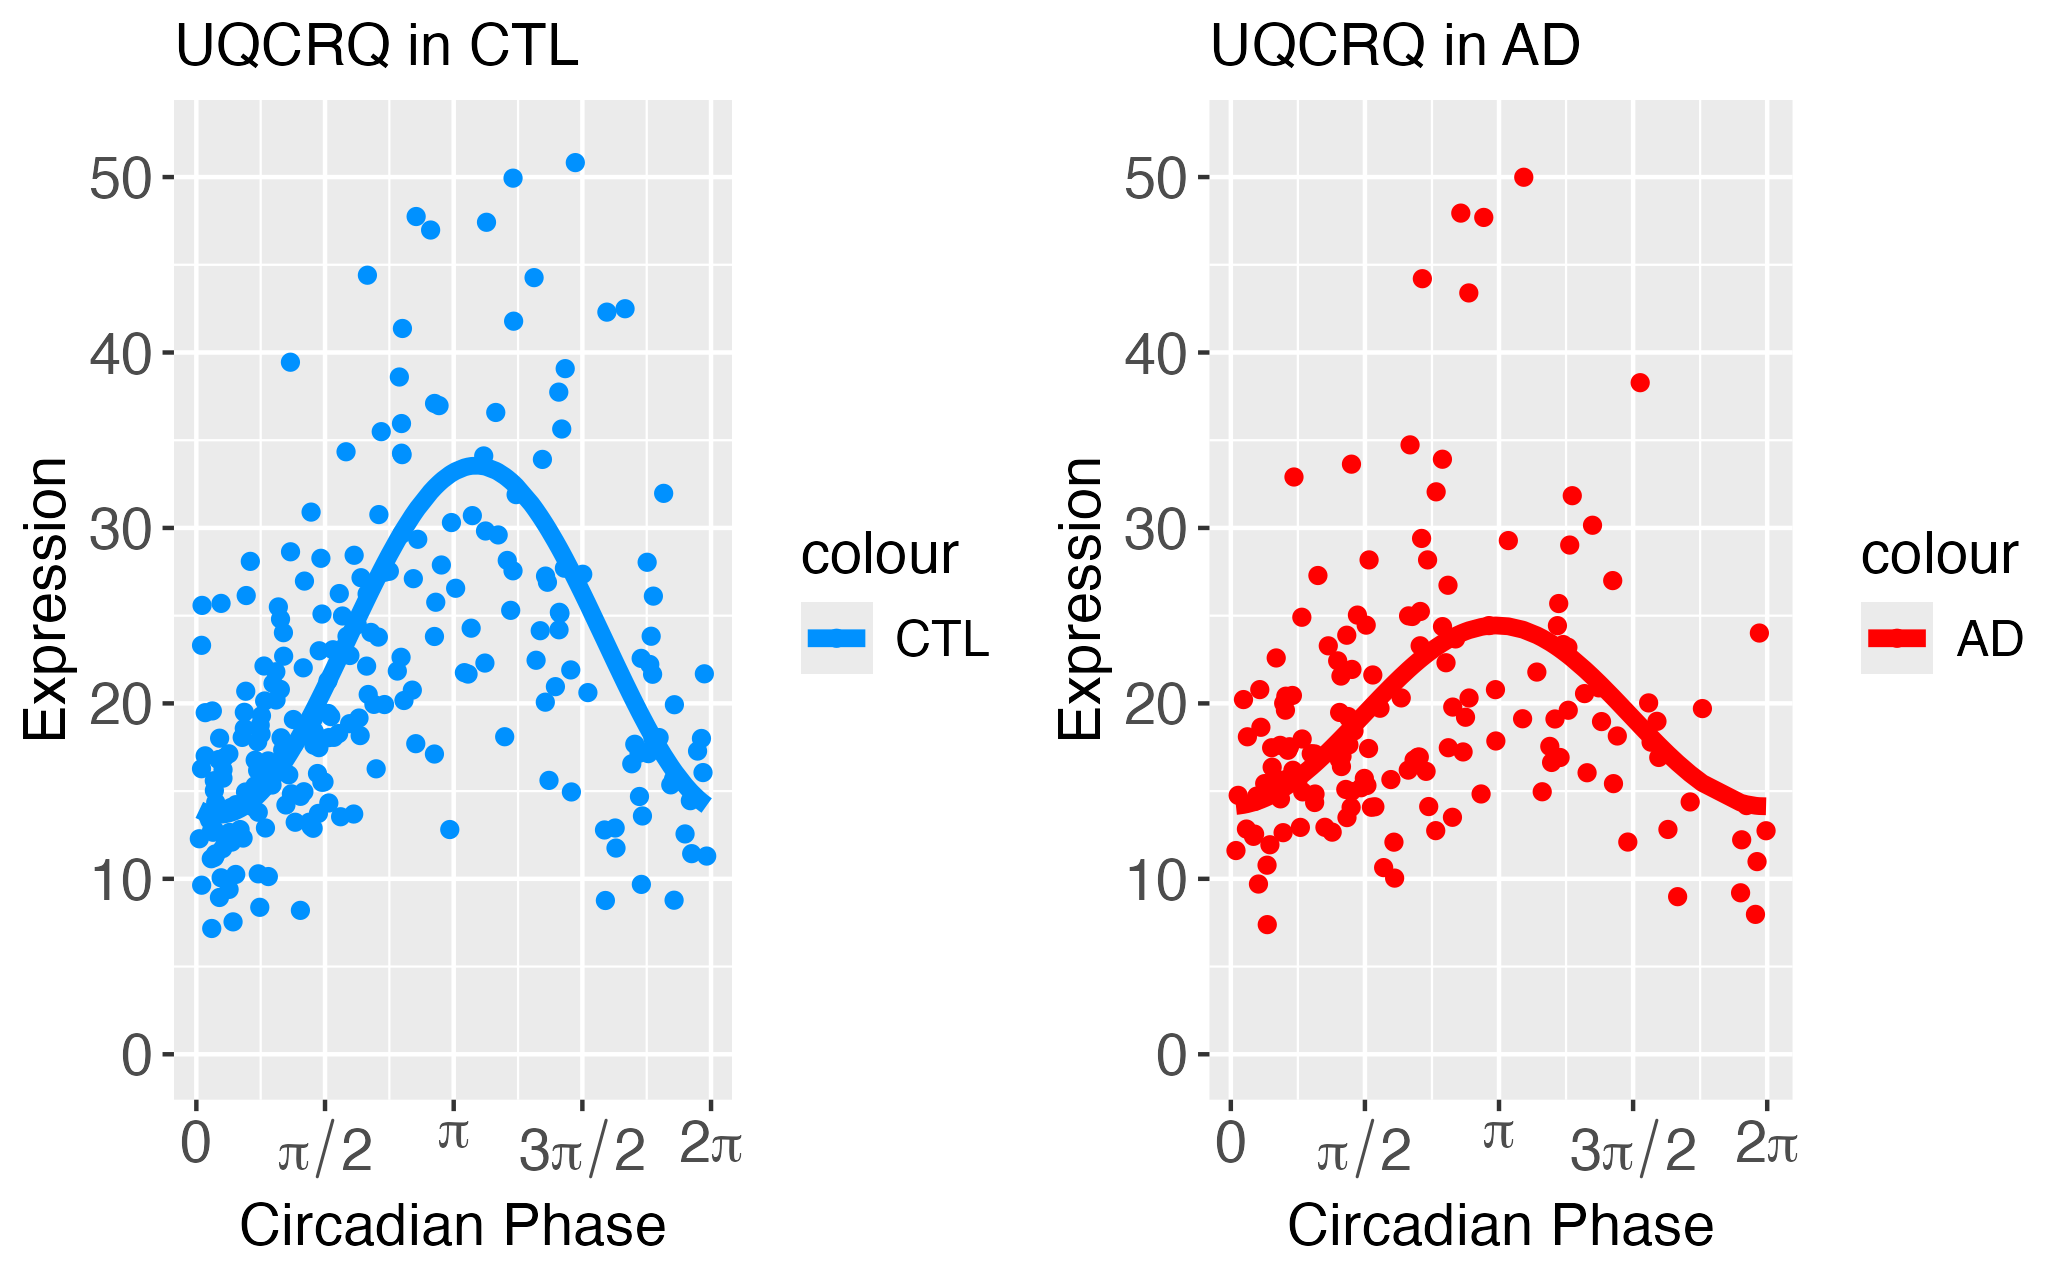 UQCRQ in CTL
Expression
50
40
30
20
10
0
0 π/2 π 3π/2 2π
Circadian Phase
colour
CTL
UQCRQ in AD
Expression
50
40
30
20
10
0
0 π/2 π 3π/2 2π
Circadian Phase
colour
AD